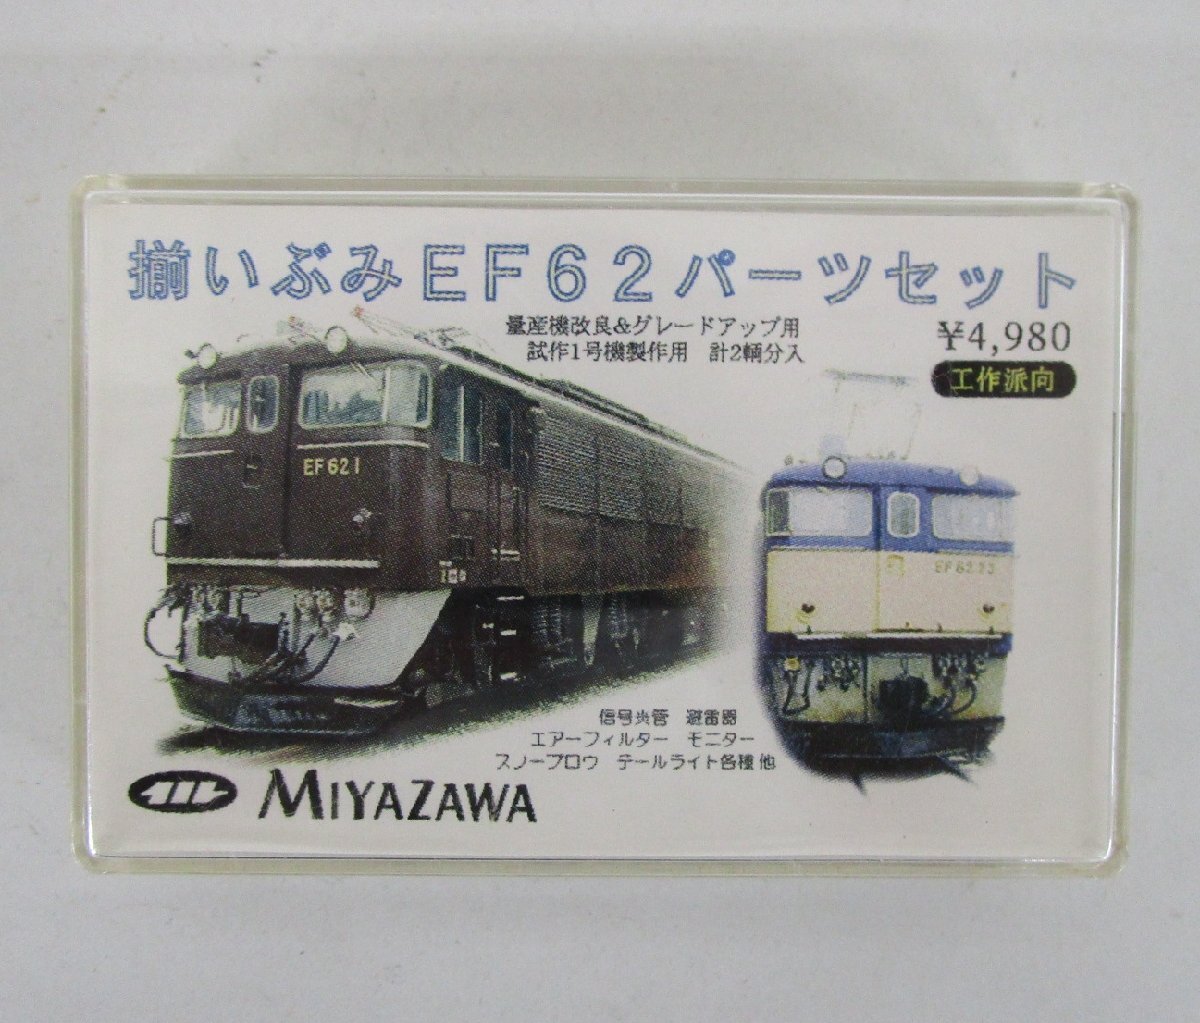 揃いぶみEF62パーツセット
量産機改良&グレードアップ用
試作1号機製作用 計2輌分入
¥4,980
工作派向
EF621
EF6223
信号炎管 避雷器
エアーフィルター モニター
スノープロウ テールライト各種他
MIYAZAWA